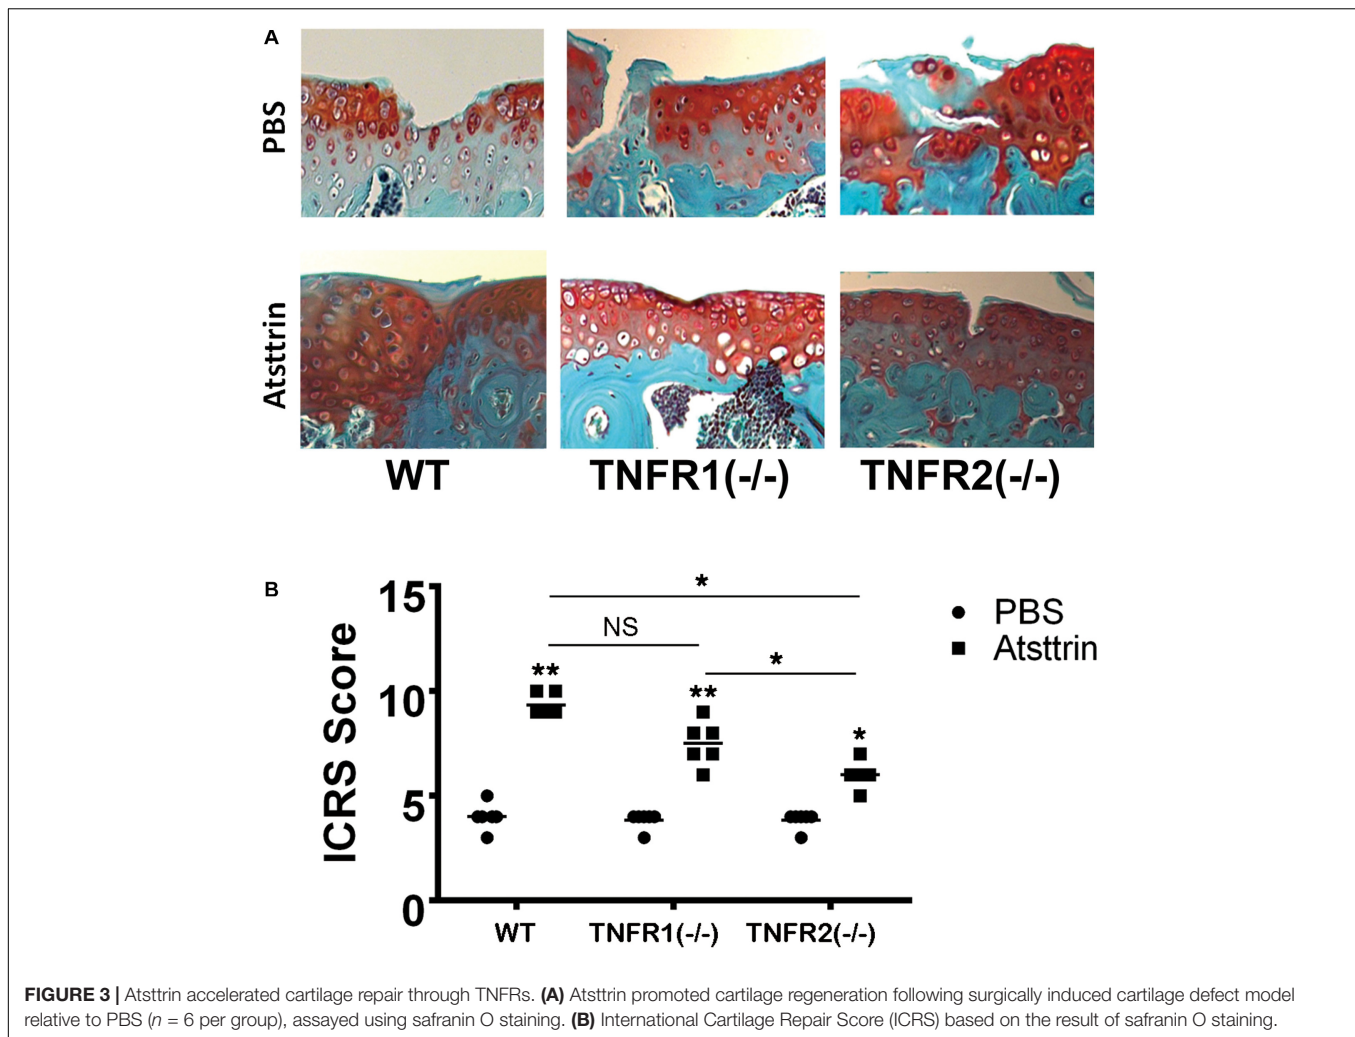 A
PBS
Atsttrin
WT
TNFR1(-/-)
TNFR2(-/-)
B
ICRS Score
15
10
5
0
*
NS
*
**
**
*
PBS
Atsttrin
WT
TNFR1(-/-)
TNFR2(-/-)
FIGURE 3 | Atsttrin accelerated cartilage repair through TNFRs. (A) Atsttrin promoted cartilage regeneration following surgically induced cartilage defect model
relative to PBS (n = 6 per group), assayed using safranin O staining. (B) International Cartilage Repair Score (ICRS) based on the result of safranin O staining.